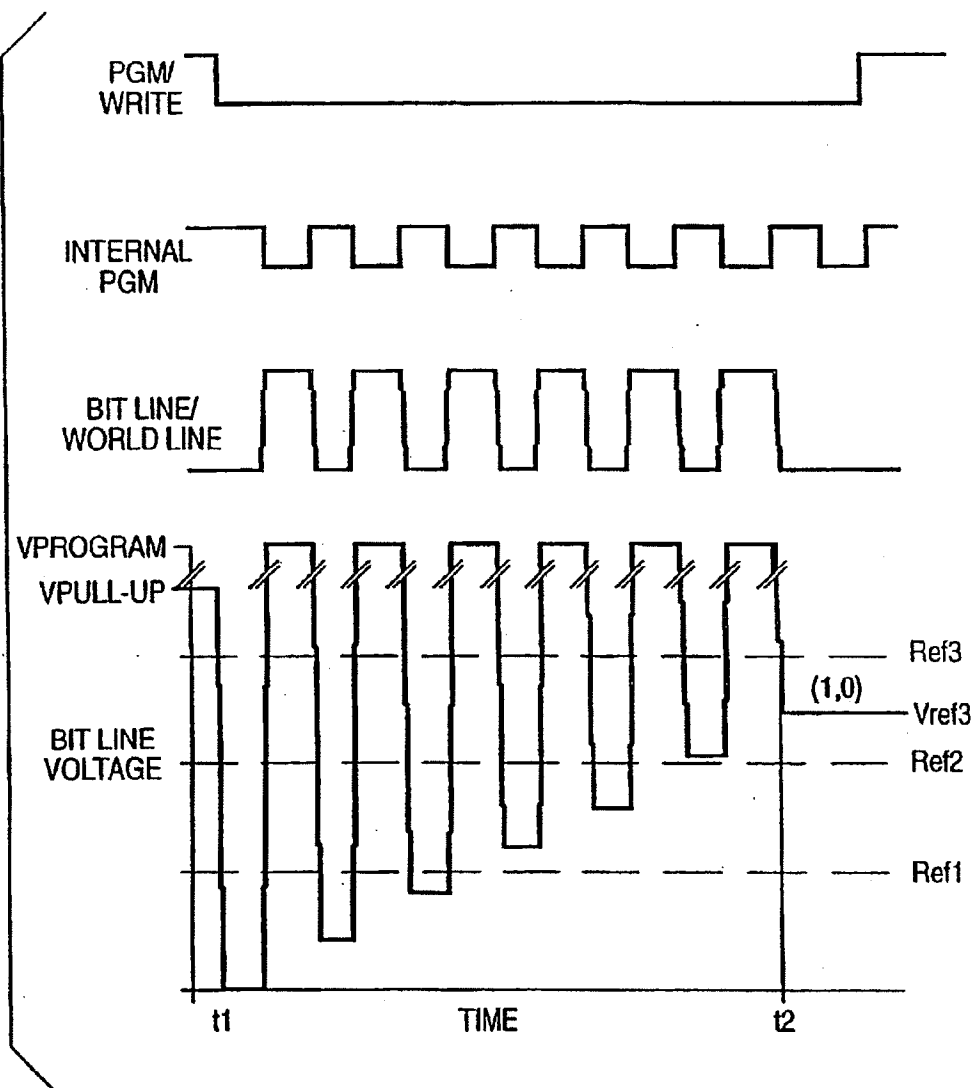 PGM/
WRITE
INTERNAL
PGM
BIT LINE/
WORLD LINE
VPROGRAM
VPULL-UP
Ref3
(1,0)
Vref3
BIT LINE
VOLTAGE
Ref2
Ref1
t1
TIME
t2